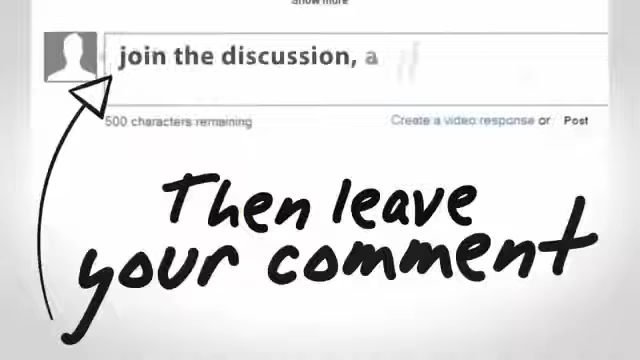 Show more
join the discussion, a
500 characters remaining
Create a video response or Post
Then leave
your comment